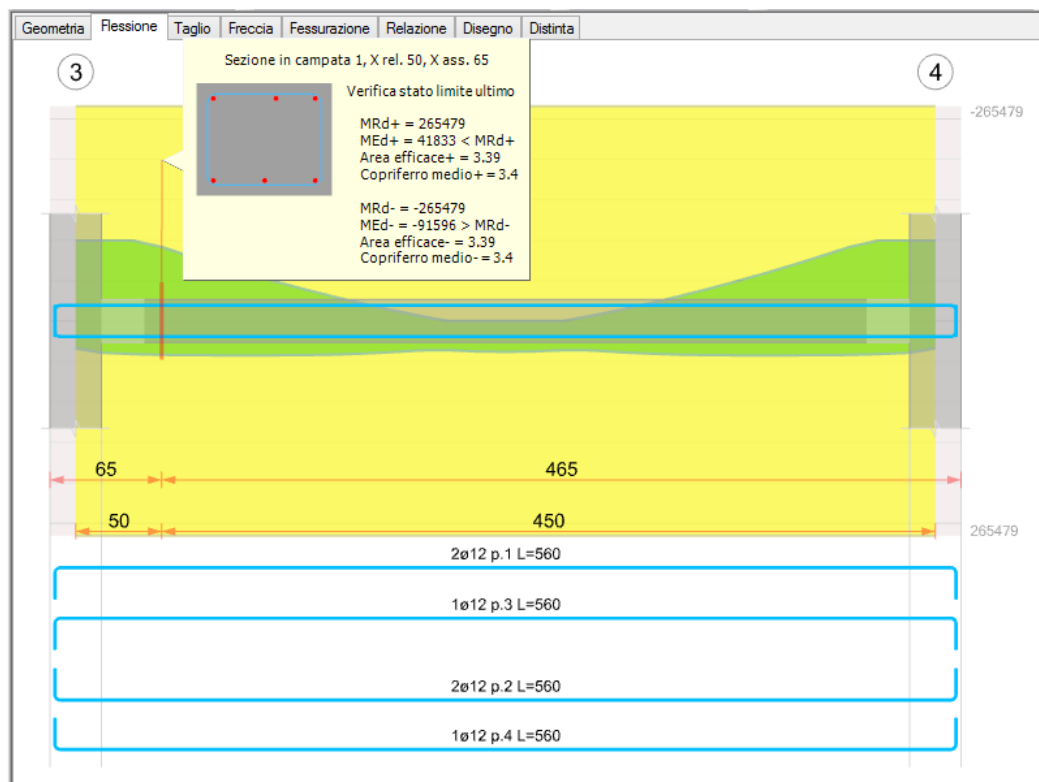 Geometria Flessione Taglio Freccia Fessurazione Relazione Disegno Distinta
3
4
Sezione in campata 1, X rel. 50, X ass. 65
Verifica stato limite ultimo
MRd+ = 265479
MEd+ = 41833 < MRd+
Area efficace+ = 3.39
Copriferro medio+ = 3.4
MRd- = -265479
MEd- = -91596 > MRd-
Area efficace- = 3.39
Copriferro medio- = 3.4
-265479
65 465
50 450
265479
2ø12 p.1 L=560
1ø12 p.3 L=560
2ø12 p.2 L=560
1ø12 p.4 L=560